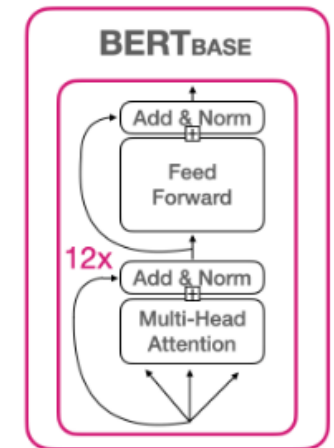 BERTBASE
Add & Norm
Feed
Forward
12x
Add & Norm
Multi-Head
Attention